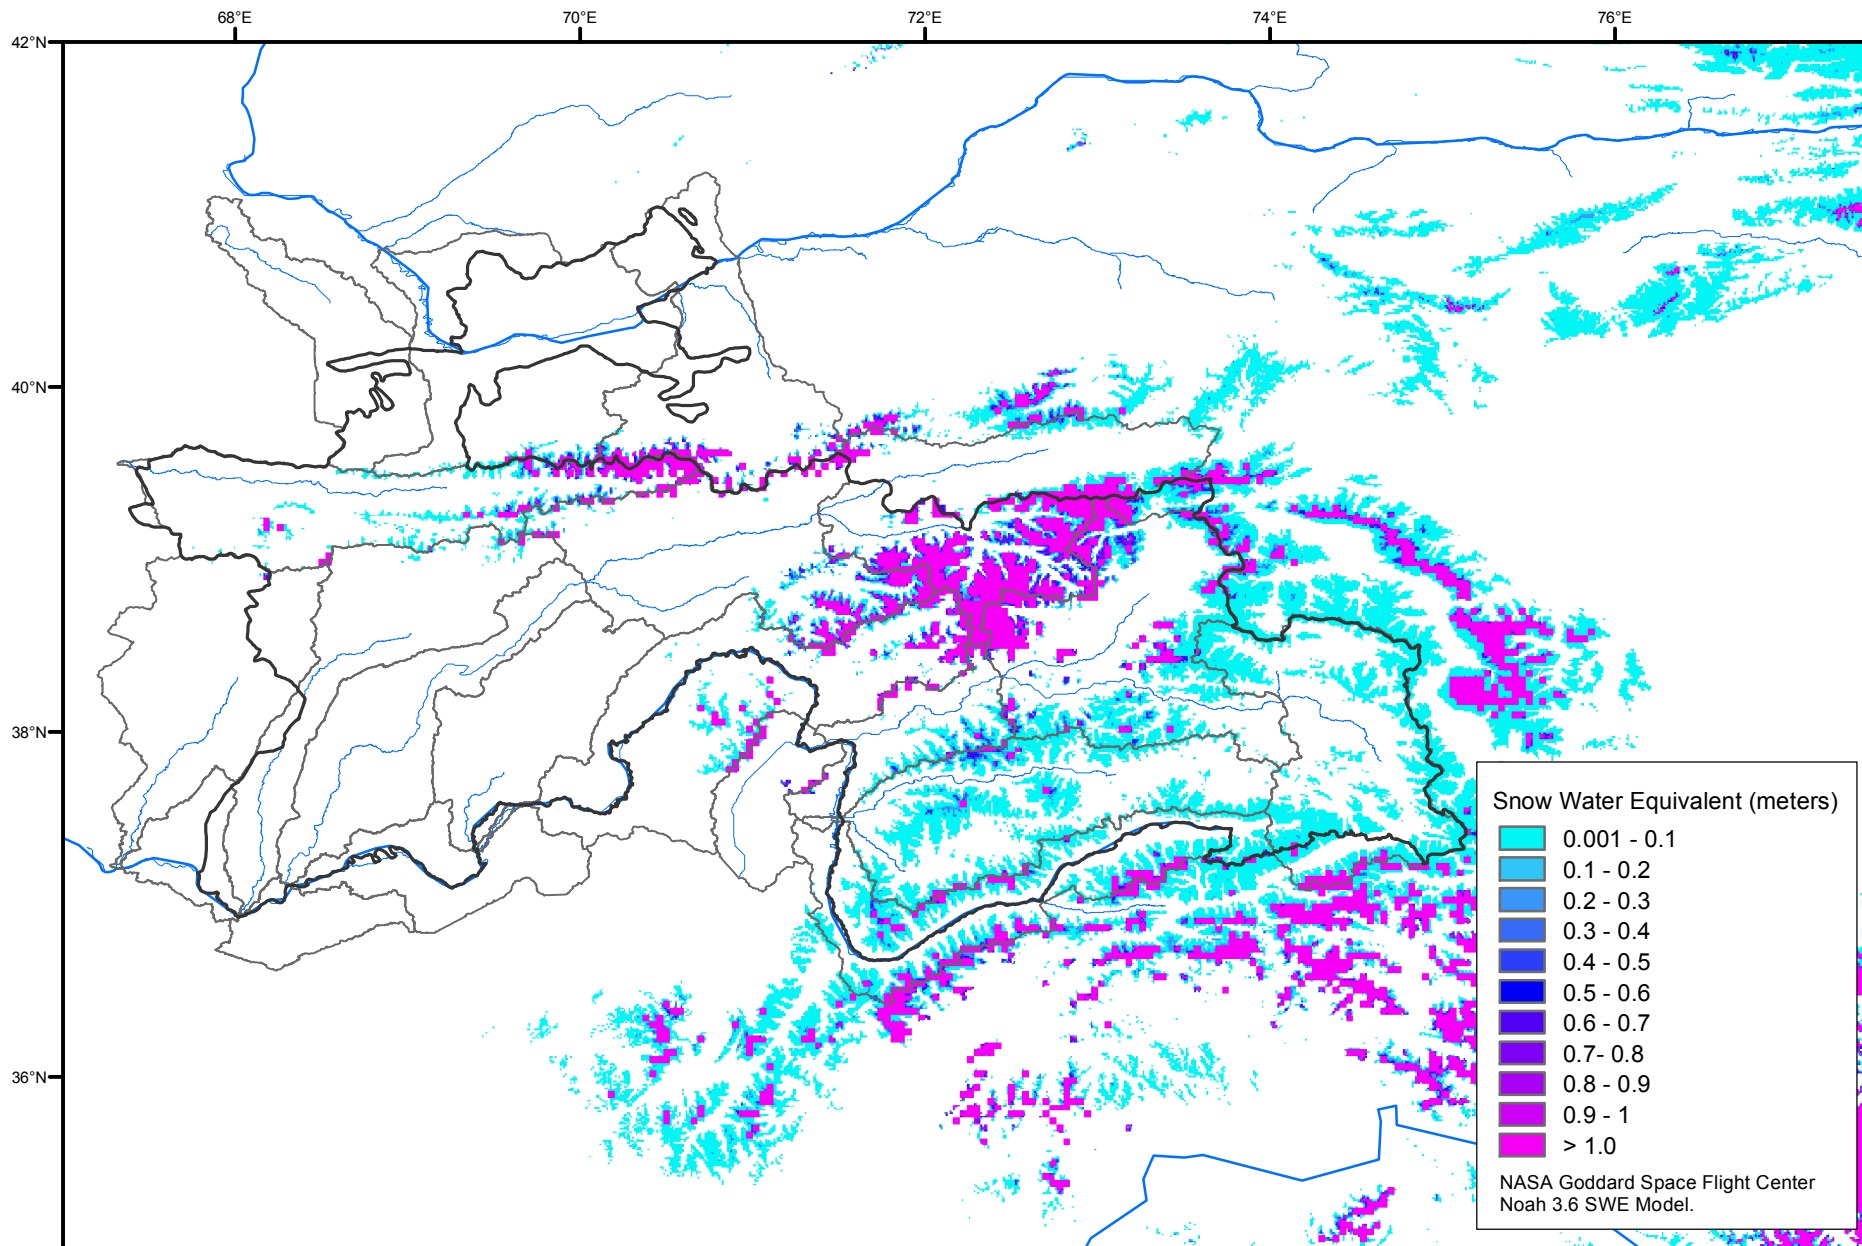 68°E 70°E 72°E 74°E 76°E
42°N
40°N
38°N
36°N
Snow Water Equivalent (meters)
0.001 - 0.1
0.1 - 0.2
0.2 - 0.3
0.3 - 0.4
0.4 - 0.5
0.5 - 0.6
0.6 - 0.7
0.7- 0.8
0.8 - 0.9
0.9 - 1
> 1.0
NASA Goddard Space Flight Center
Noah 3.6 SWE Model.